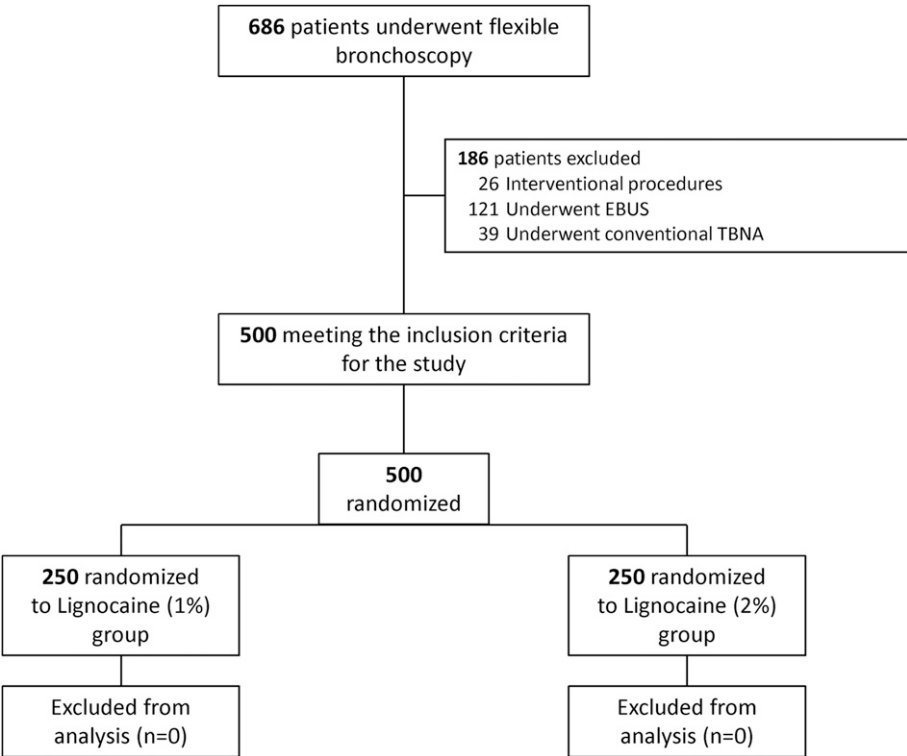 686 patients underwent flexible
bronchoscopy
186 patients excluded
26 Interventional procedures
121 Underwent EBUS
39 Underwent conventional TBNA
500 meeting the inclusion criteria
for the study
500
randomized
250 randomized
to Lignocaine (1%)
group
250 randomized
to Lignocaine (2%)
group
Excluded from
analysis (n=0)
Excluded from
analysis (n=0)